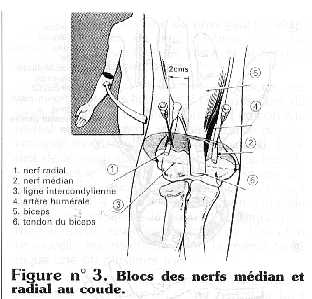 2cms
⑤
④
②
①
⑥
③
1. nerf radial
2. nerf médian
3. ligne intercondylienne
4. artère humérale
5. biceps
6. tendon du biceps
Figure n° 3. Blocs des nerfs médian et
radial au coude.